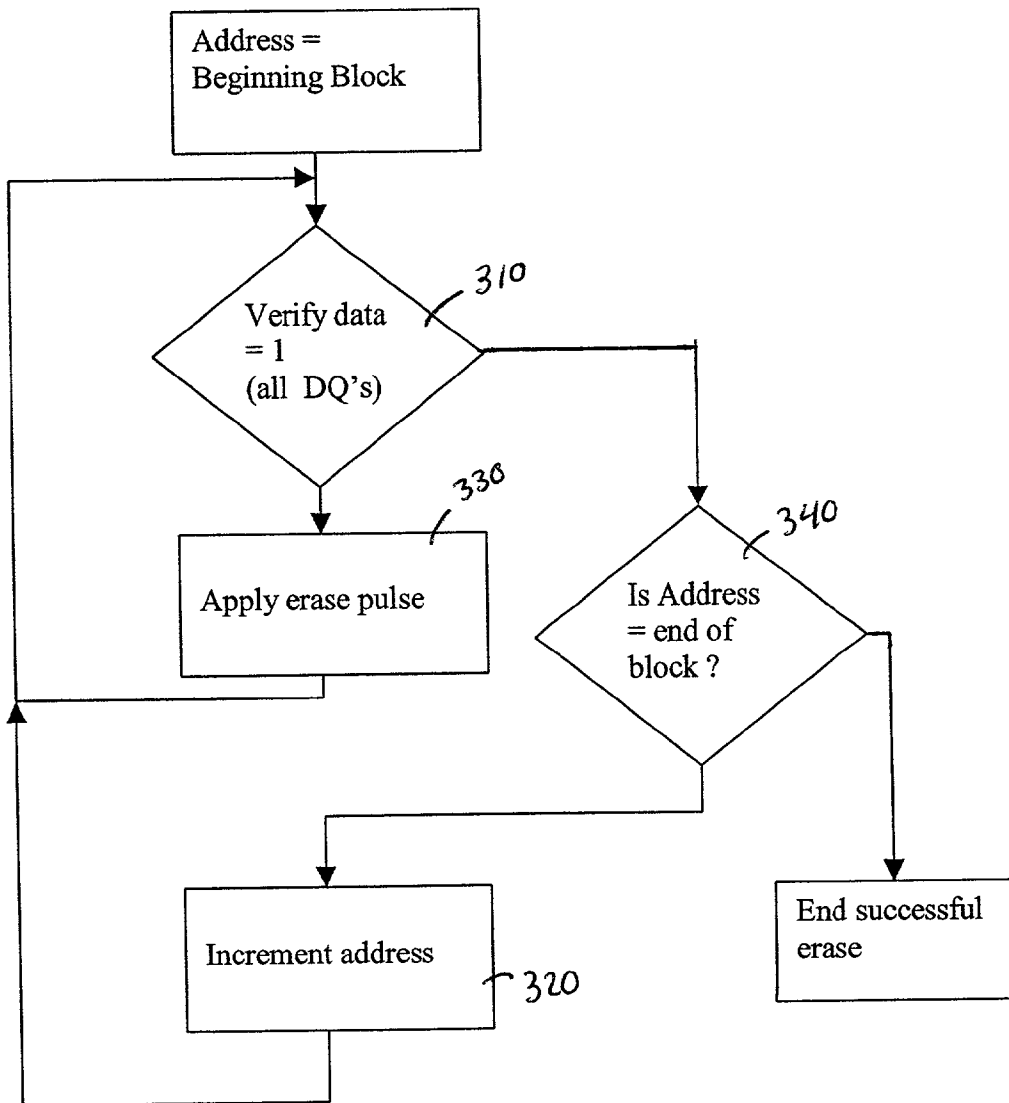 Address =
Beginning Block
310
Verify data
= 1
(all DQ's)
330
Apply erase pulse
340
Is Address
= end of
block ?
Increment address
320
End successful
erase